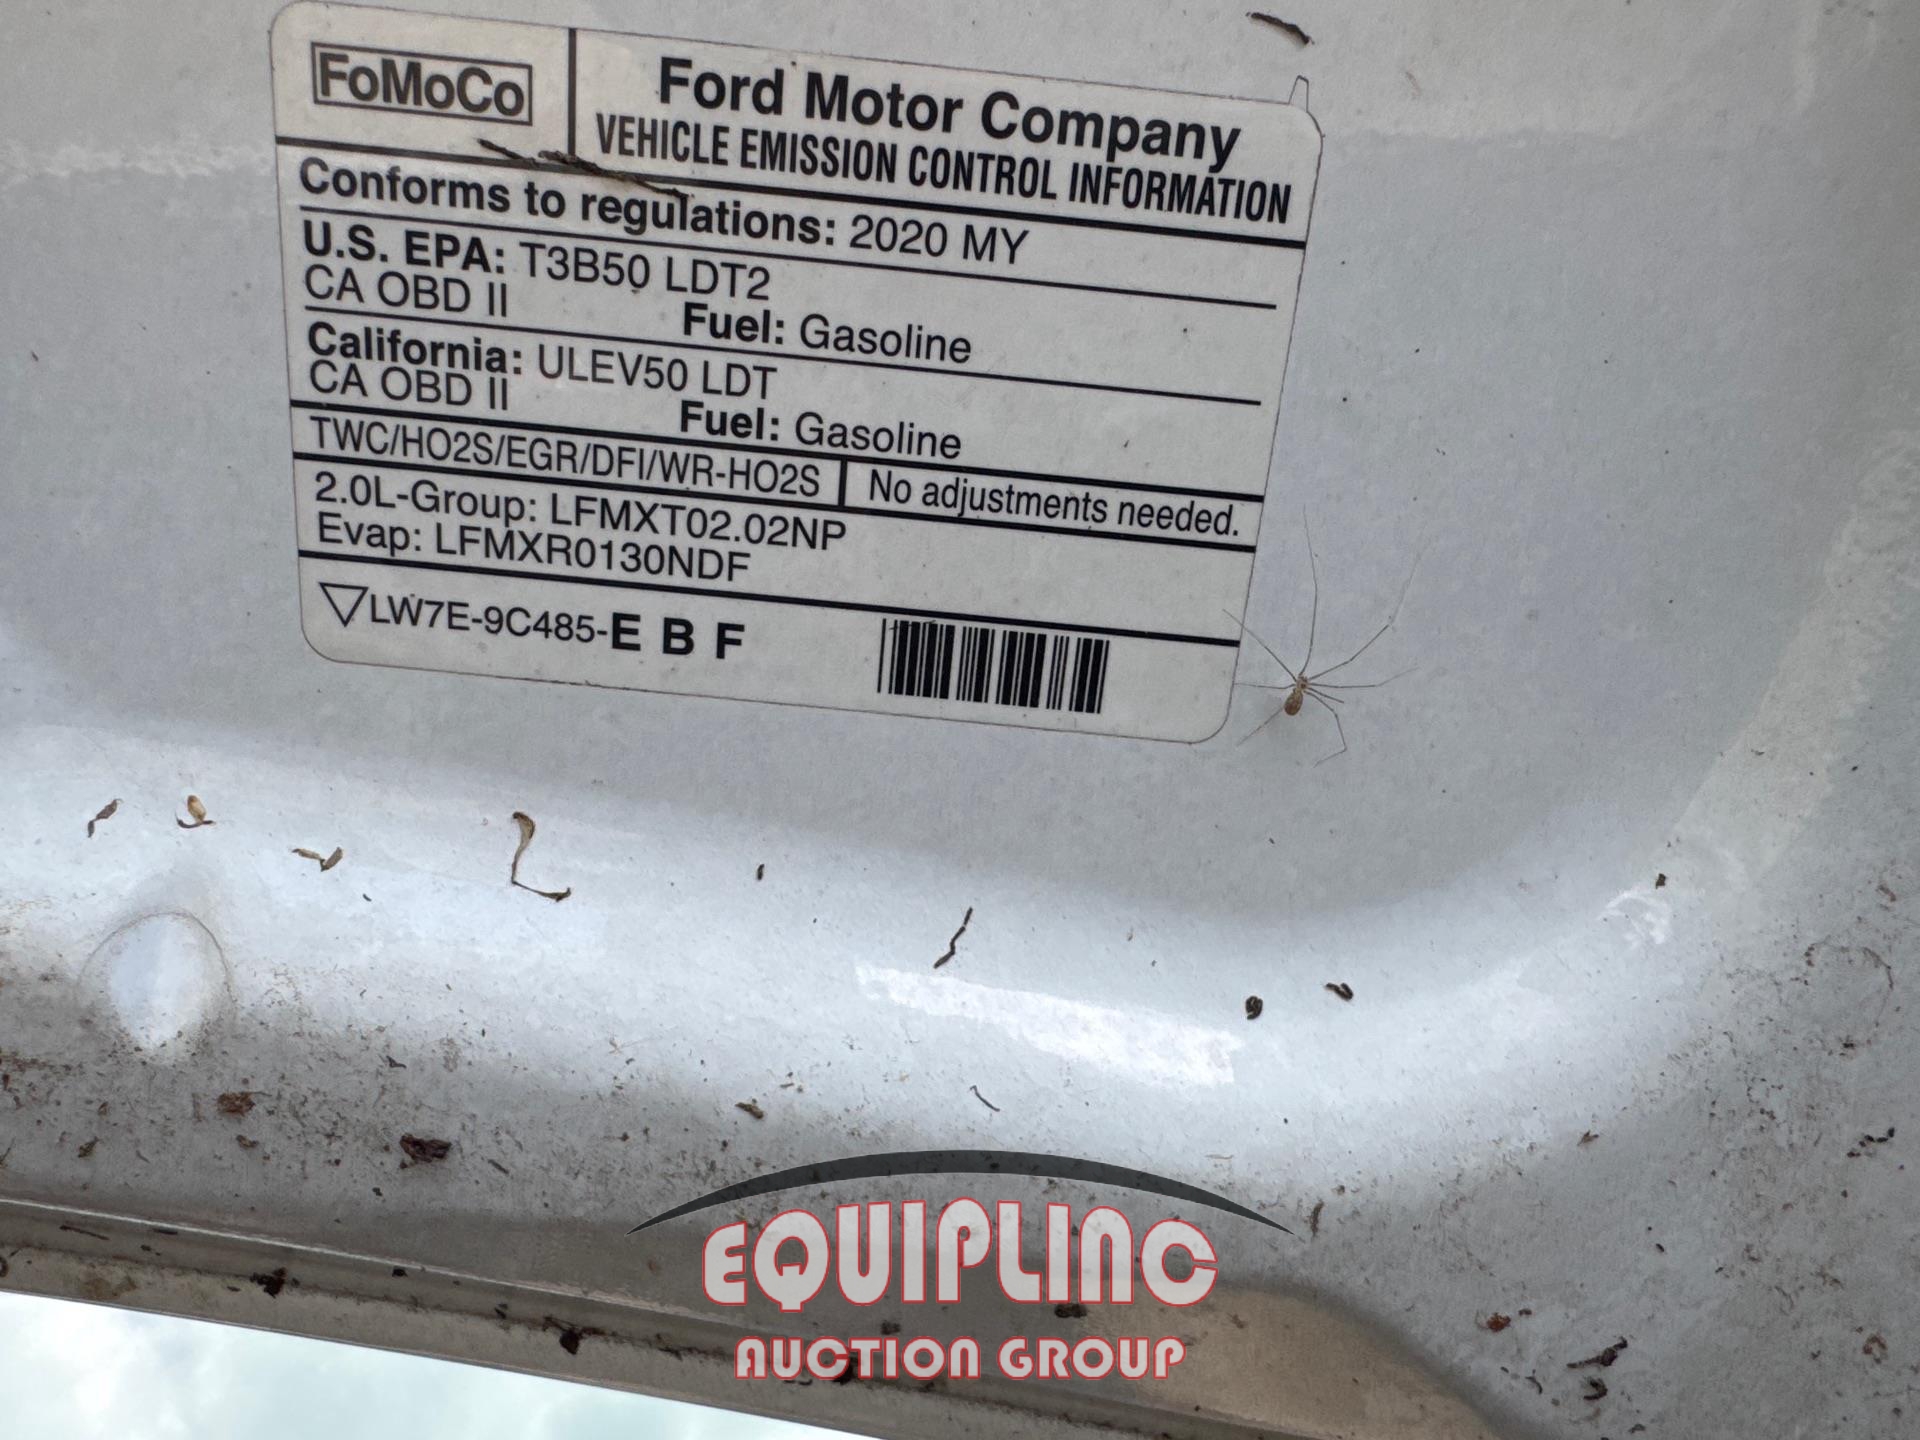 FoMoCo
Ford Motor Company
VEHICLE EMISSION CONTROL INFORMATION
Conforms to regulations: 2020 MY
U.S. EPA: T3B50 LDT2
CA OBD II Fuel: Gasoline
California: ULEV50 LDT
CA OBD II Fuel: Gasoline
TWC/HO2S/EGR/DFI/WR-HO2S No adjustments needed.
2.0L-Group: LFMXT02.02NP
Evap: LFMXR0130NDF
LW7E-9C485-E B F
EQUIPLINC
AUCTION GROUP